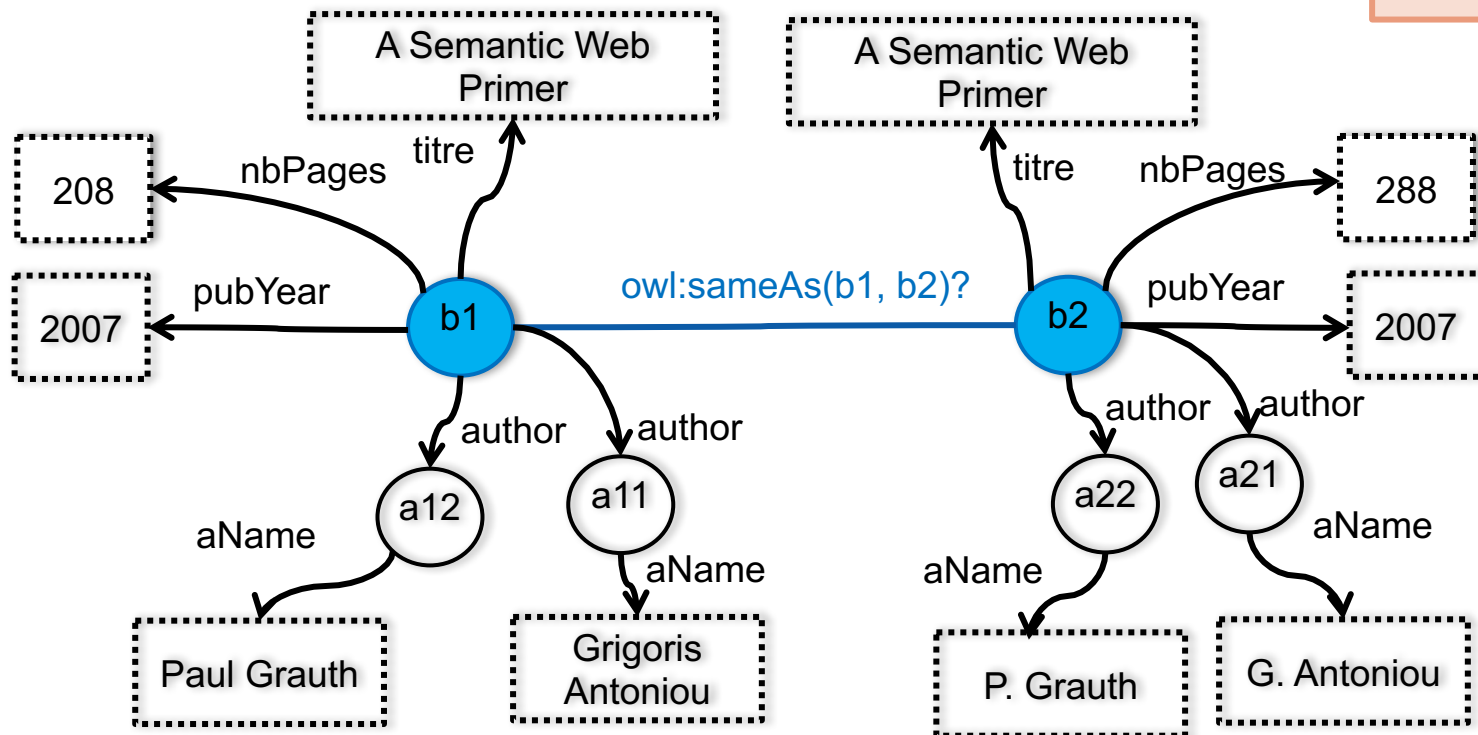 A Semantic Web
Primer
A Semantic Web
Primer
titre
titre
nbPages
nbPages
208
288
pubYear
pubYear
owl:sameAs(b1, b2)?
2007
b1
b2
2007
author
author
author
author
a12
a11
a22
a21
aName
aName
aName
aName
Paul Grauth
Grigoris
Antoniou
P. Grauth
G. Antoniou